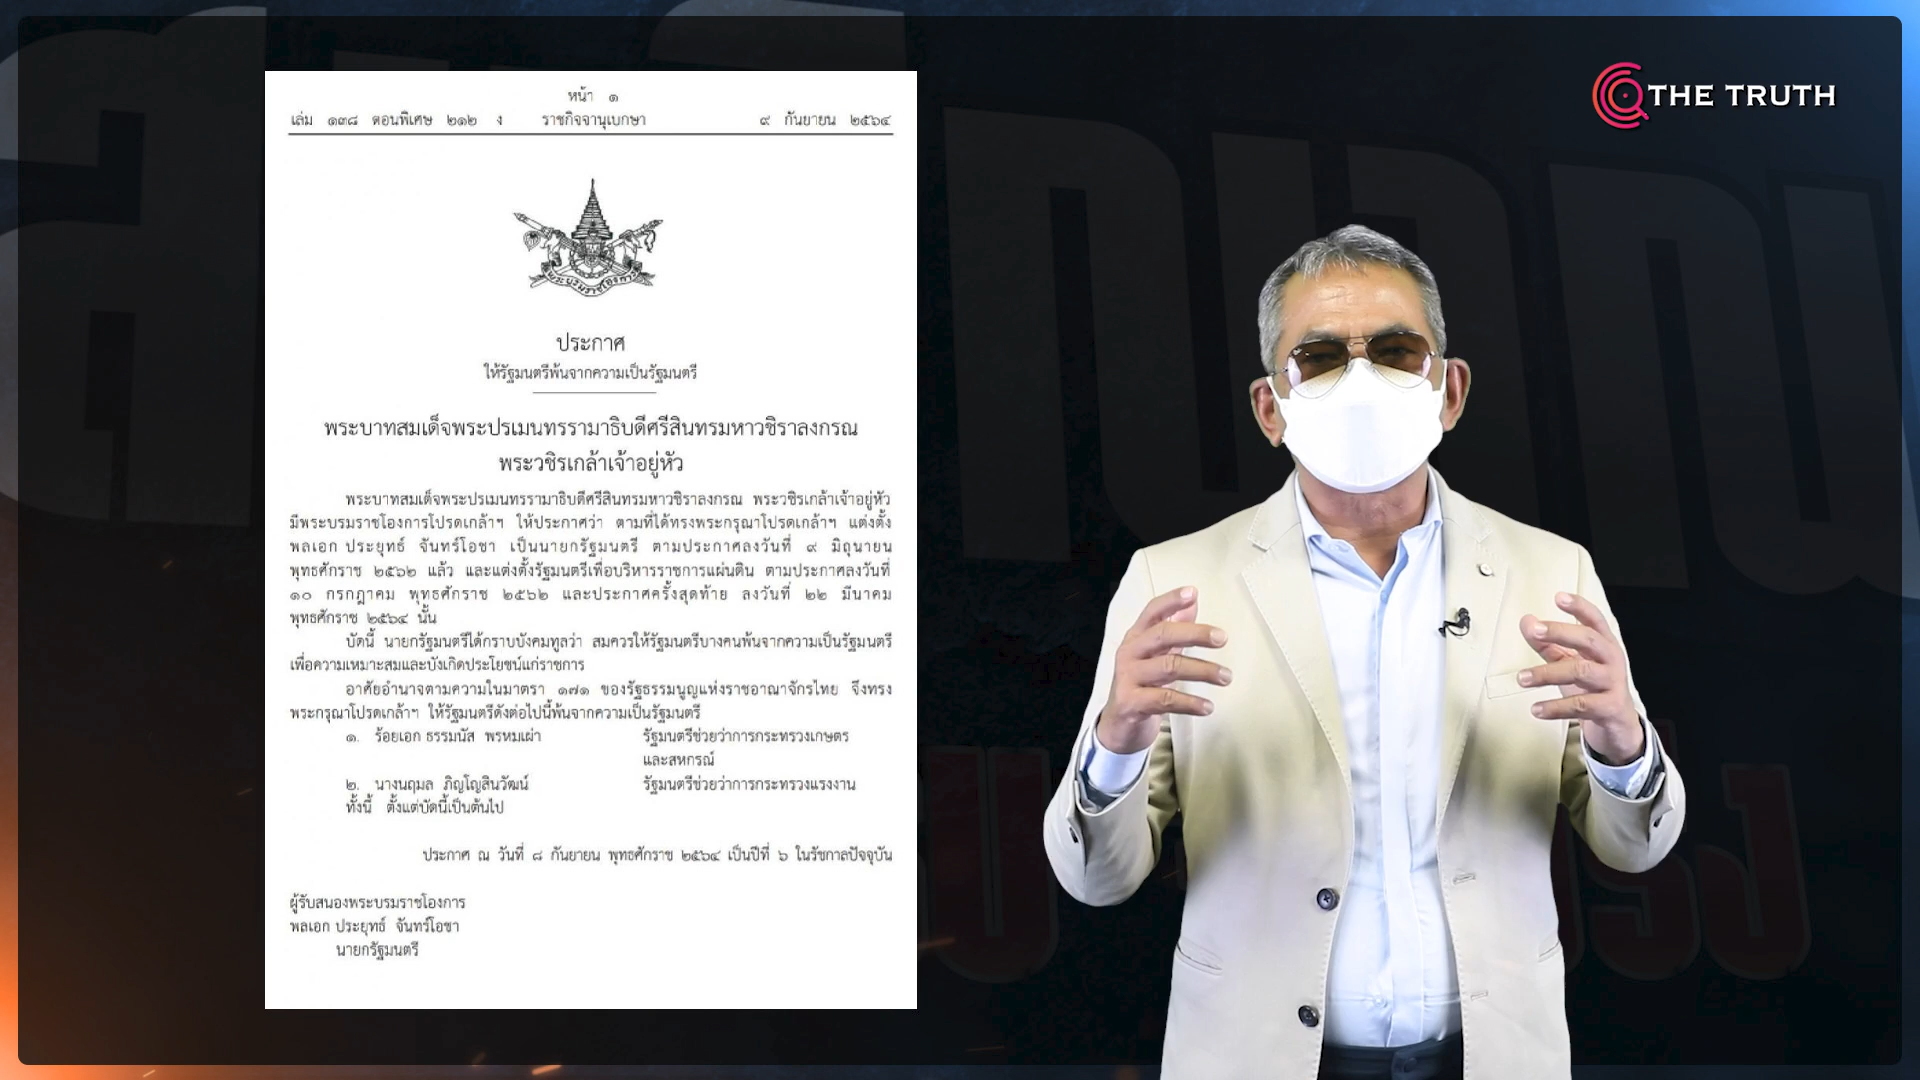 หน้า ๑
เล่ม ๑๓๘ ตอนพิเศษ ๒๑๒ ง ราชกิจจานุเบกษา ๙ กันยายน ๒๕๖๔
ประกาศ
ให้รัฐมนตรีพ้นจากความเป็นรัฐมนตรี
พระบาทสมเด็จพระปรเมนทรรามาธิบดีศรีสินทรมหาวชิราลงกรณ
พระวชิรเกล้าเจ้าอยู่หัว
พระบาทสมเด็จพระปรเมนทรรามาธิบดีศรีสินทรมหาวชิราลงกรณ พระวชิรเกล้าเจ้าอยู่หัว
มีพระบรมราชโองการโปรดเกล้าฯ ให้ประกาศว่า ตามที่ได้ทรงพระกรุณาโปรดเกล้าฯ แต่งตั้ง
พลเอก ประยุทธ์ จันทร์โอชา เป็นนายกรัฐมนตรี ตามประกาศลงวันที่ ๙ มิถุนายน
พุทธศักราช ๒๕๖๒ แล้ว และแต่งตั้งรัฐมนตรีเพื่อบริหารราชการแผ่นดิน ตามประกาศลงวันที่
๑๐ กรกฎาคม พุทธศักราช ๒๕๖๒ และประกาศครั้งสุดท้าย ลงวันที่ ๒๒ มีนาคม
พุทธศักราช ๒๕๖๔ นั้น
บัดนี้ นายกรัฐมนตรีได้กราบบังคมทูลว่า สมควรให้รัฐมนตรีบางคนพ้นจากความเป็นรัฐมนตรี
เพื่อความเหมาะสมและบังเกิดประโยชน์แก่ราชการ
อาศัยอำนาจตามความในมาตรา ๑๗๑ ของรัฐธรรมนูญแห่งราชอาณาจักรไทย จึงทรง
พระกรุณาโปรดเกล้าฯ ให้รัฐมนตรีดังต่อไปนี้พ้นจากความเป็นรัฐมนตรี
๑. ร้อยเอก ธรรมนัส พรหมเผ่า รัฐมนตรีช่วยว่าการกระทรวงเกษตร
และสหกรณ์
๒. นางนฤมล ภิญโญสินวัฒน์ รัฐมนตรีช่วยว่าการกระทรวงแรงงาน
ทั้งนี้ ตั้งแต่บัดนี้เป็นต้นไป
ประกาศ ณ วันที่ ๘ กันยายน พุทธศักราช ๒๕๖๔ เป็นปีที่ ๖ ในรัชกาลปัจจุบัน
ผู้รับสนองพระบรมราชโองการ
พลเอก ประยุทธ์ จันทร์โอชา
นายกรัฐมนตรี
THE TRUTH